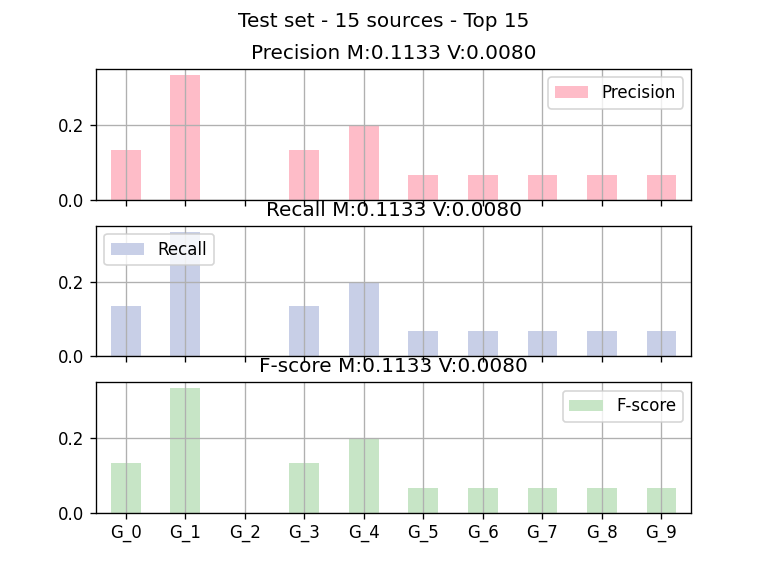 Test set - 15 sources - Top 15
Precision M:0.1133 V:0.0080
Precision
0.2
0.0
Recall M:0.1133 V:0.0080
Recall
0.2
0.0
F-score M:0.1133 V:0.0080
F-score
0.2
0.0
G_0 G_1 G_2 G_3 G_4 G_5 G_6 G_7 G_8 G_9